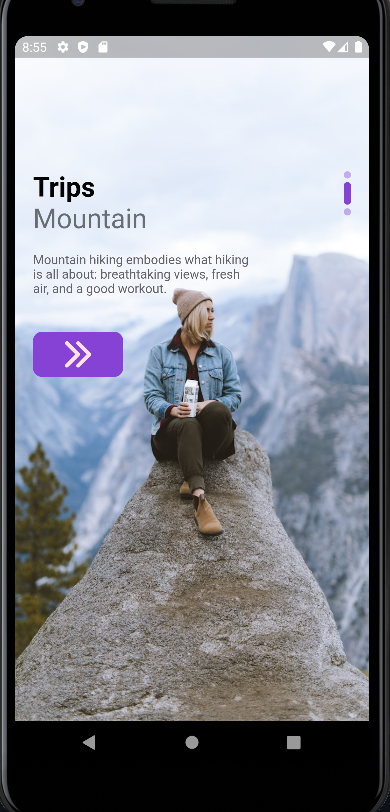 8:55
Trips
Mountain
Mountain hiking embodies what hiking
is all about: breathtaking views, fresh
air, and a good workout.